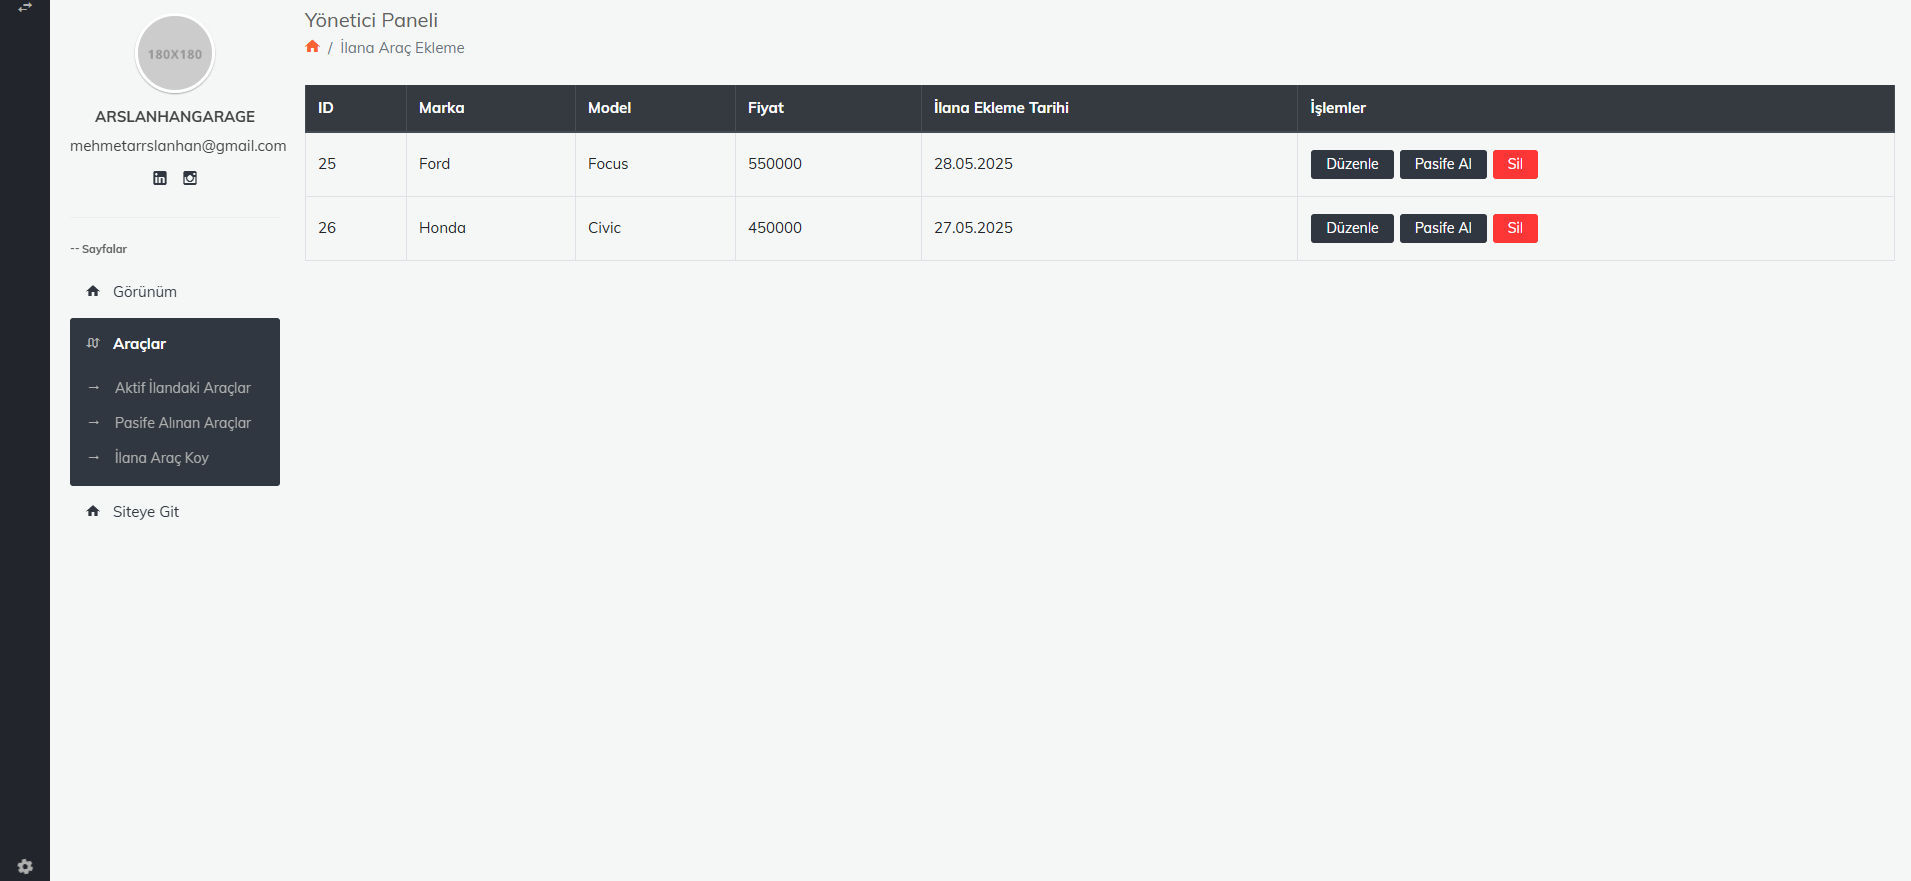 180X180
ARSLANHANGARAGE
mehmetarrslanhan@gmail.com
-- Sayfalar
Görünüm
Araçlar
Aktif İlandaki Araçlar
Pasife Alınan Araçlar
İlana Araç Koy
Siteye Git
Yönetici Paneli
/ İlana Araç Ekleme
ID Marka Model Fiyat İlana Ekleme Tarihi İşlemler
25 Ford Focus 550000 28.05.2025 Düzenle Pasife Al Sil
26 Honda Civic 450000 27.05.2025 Düzenle Pasife Al Sil